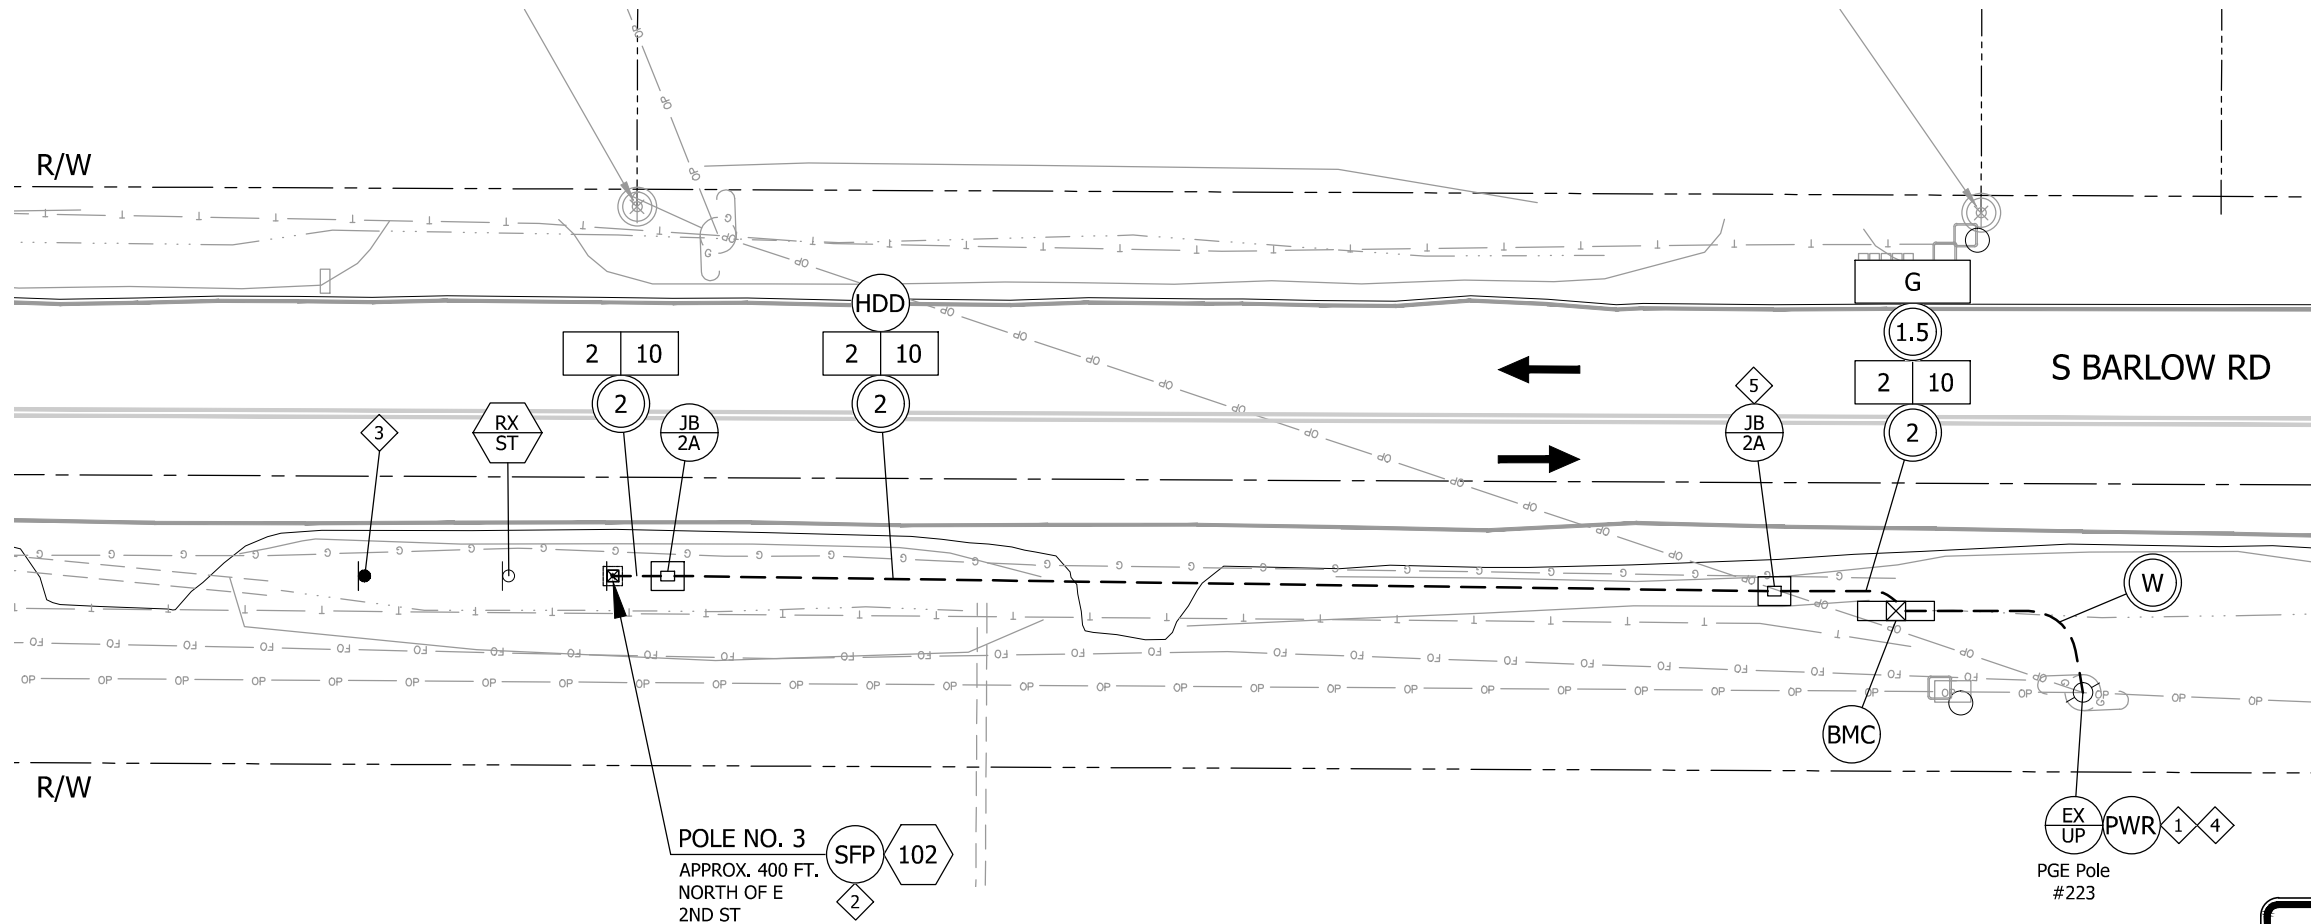 R/W
HDD
G
1.5
2 10
2 10
2 10
S BARLOW RD
5
2
2
2
3
RX
ST
JB
2A
JB
2A
W
BMC
R/W
POLE NO. 3
APPROX. 400 FT.
NORTH OF E
2ND ST
SFP
102
2
EX
UP
PWR
1
4
PGE Pole
#223